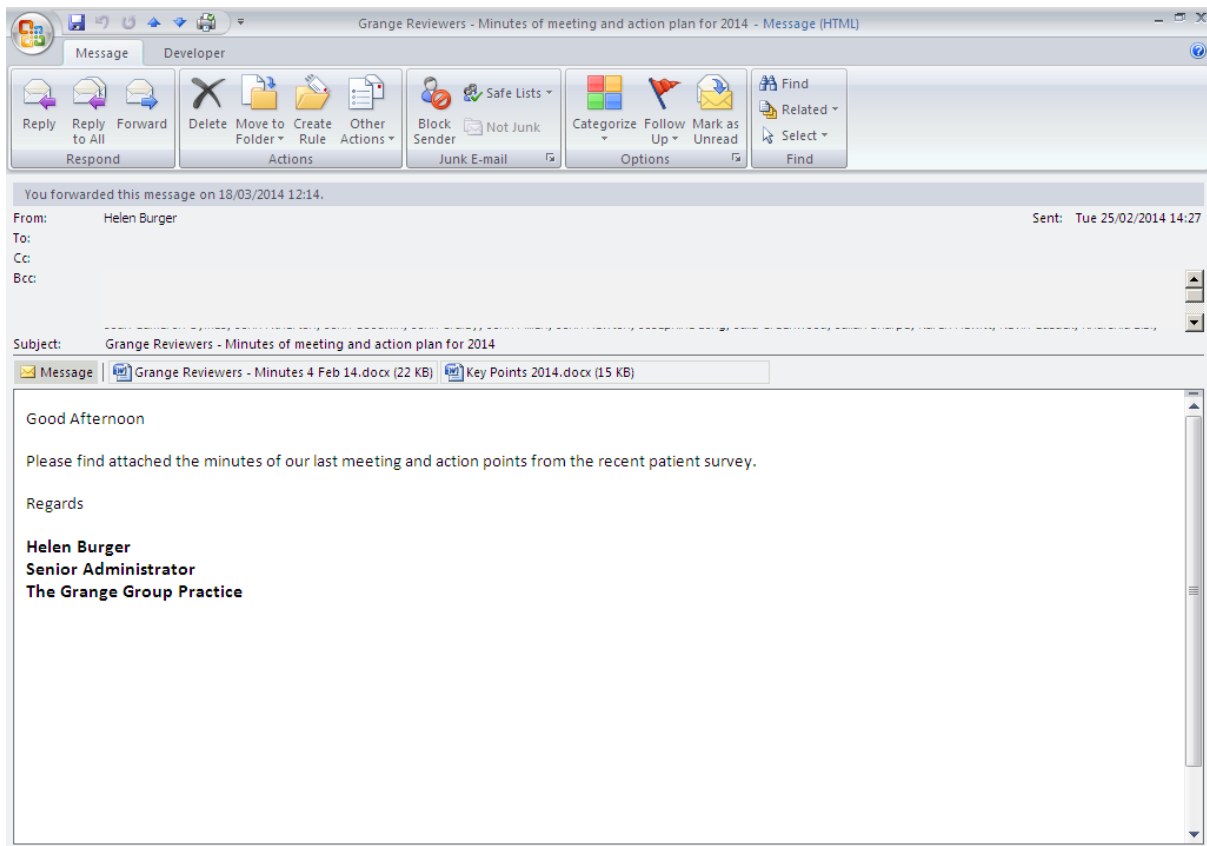 Grange Reviewers - Minutes of meeting and action plan for 2014 - Message (HTML)
Message Developer
Reply Reply to All Forward
Respond
Delete Move to Folder Create Rule Other Actions
Actions
Block Sender Safe Lists Not Junk
Junk E-mail
Categorize Follow Up Mark as Unread
Options
Find Related Select
Find
You forwarded this message on 18/03/2014 12:14.
From: Helen Burger Sent: Tue 25/02/2014 14:27
To:
Cc:
Bcc:
Subject: Grange Reviewers - Minutes of meeting and action plan for 2014
Message Grange Reviewers - Minutes 4 Feb 14.docx (22 KB) Key Points 2014.docx (15 KB)
Good Afternoon
Please find attached the minutes of our last meeting and action points from the recent patient survey.
Regards
Helen Burger
Senior Administrator
The Grange Group Practice